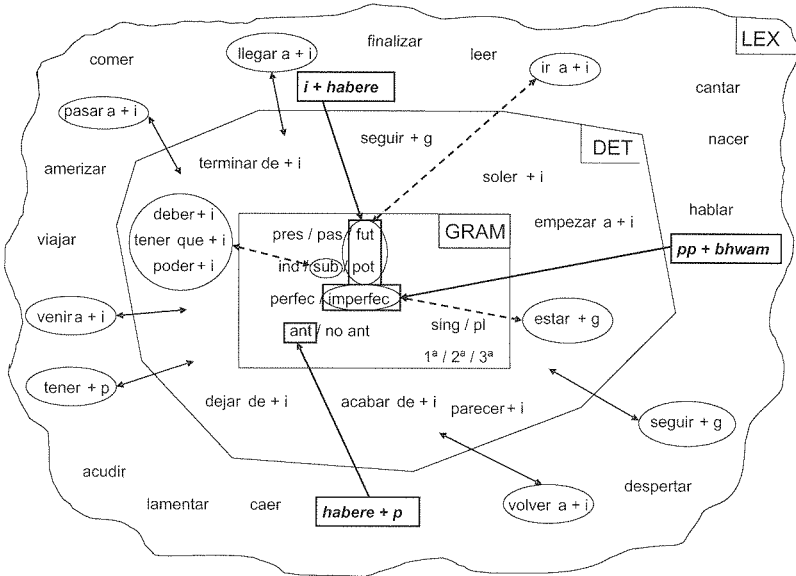 LEX
finalizar
comer
llegar a + i
leer
ir a + i
i + habere
cantar
pasar a + i
seguir + g
nacer
DET
terminar de + i
amerizar
soler + i
deber + i
hablar
empezar a + i
tener que + i
viajar
pres / pas / fut
GRAM
poder + i
ind / sub / pot
pp + bhwam
perfec / imperfec
venir a + i
sing / pl
estar + g
ant / no ant
1ª / 2ª / 3ª
tener + p
dejar de + i
acabar de + i
parecer + i
seguir + g
acudir
despertar
lamentar
caer
habere + p
volver a + i